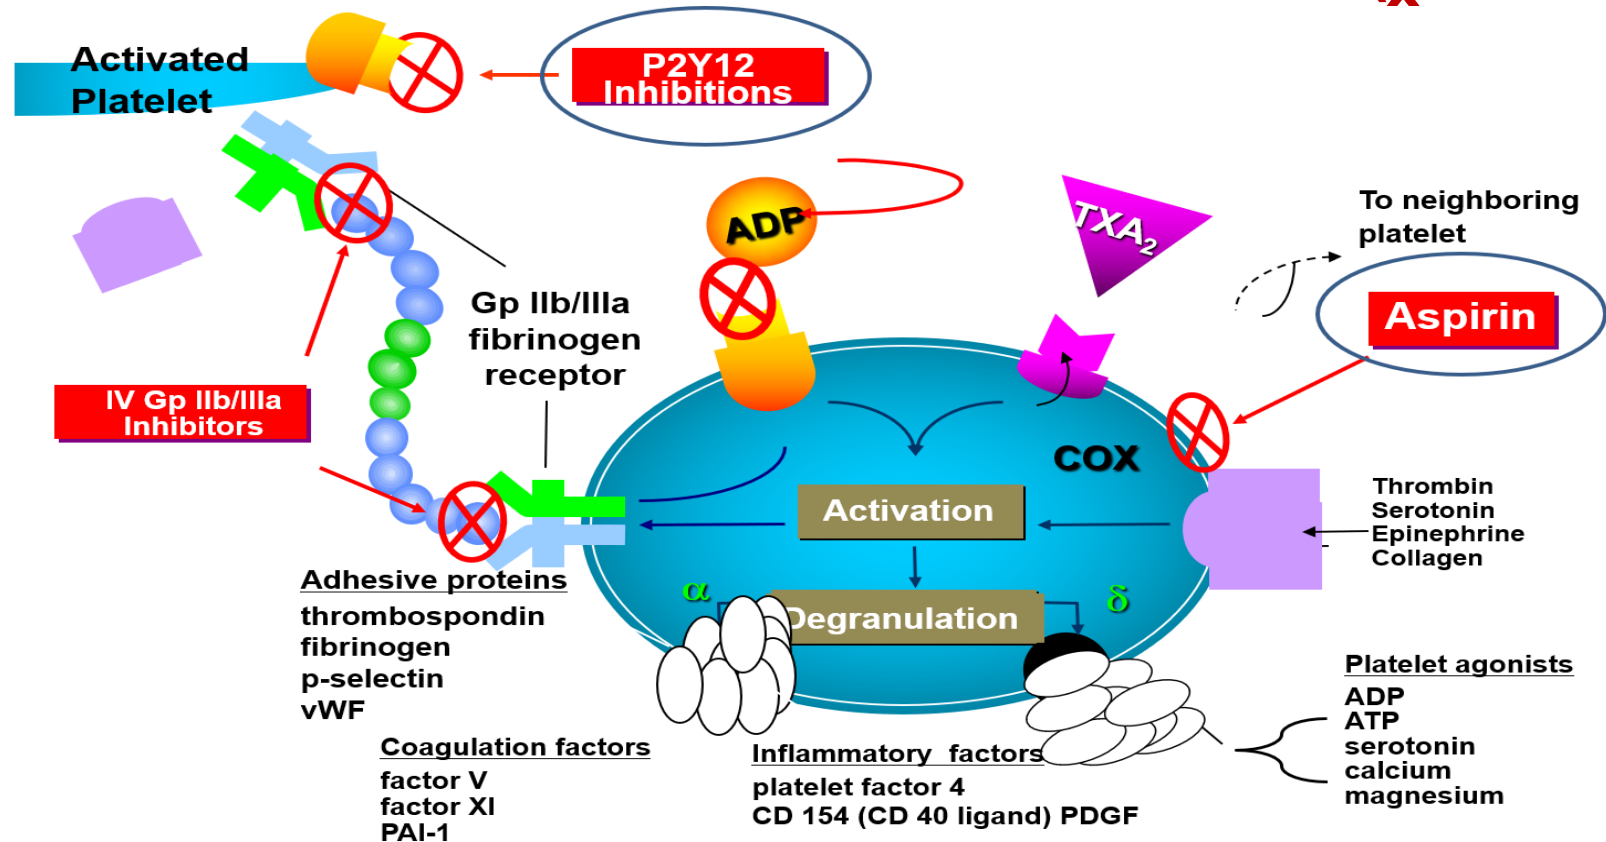 Activated
Platelet
P2Y12
Inhibitions
ADP
TXA2
To neighboring
platelet
Aspirin
Gp IIb/IIIa
fibrinogen
receptor
IV Gp IIb/IIIa
Inhibitors
COX
Activation
Thrombin
Serotonin
Epinephrine
Collagen
α
Degranulation
δ
Adhesive proteins
thrombospondin
fibrinogen
p-selectin
vWF
Coagulation factors
factor V
factor XI
PAI-1
Inflammatory factors
platelet factor 4
CD 154 (CD 40 ligand) PDGF
Platelet agonists
ADP
ATP
serotonin
calcium
magnesium